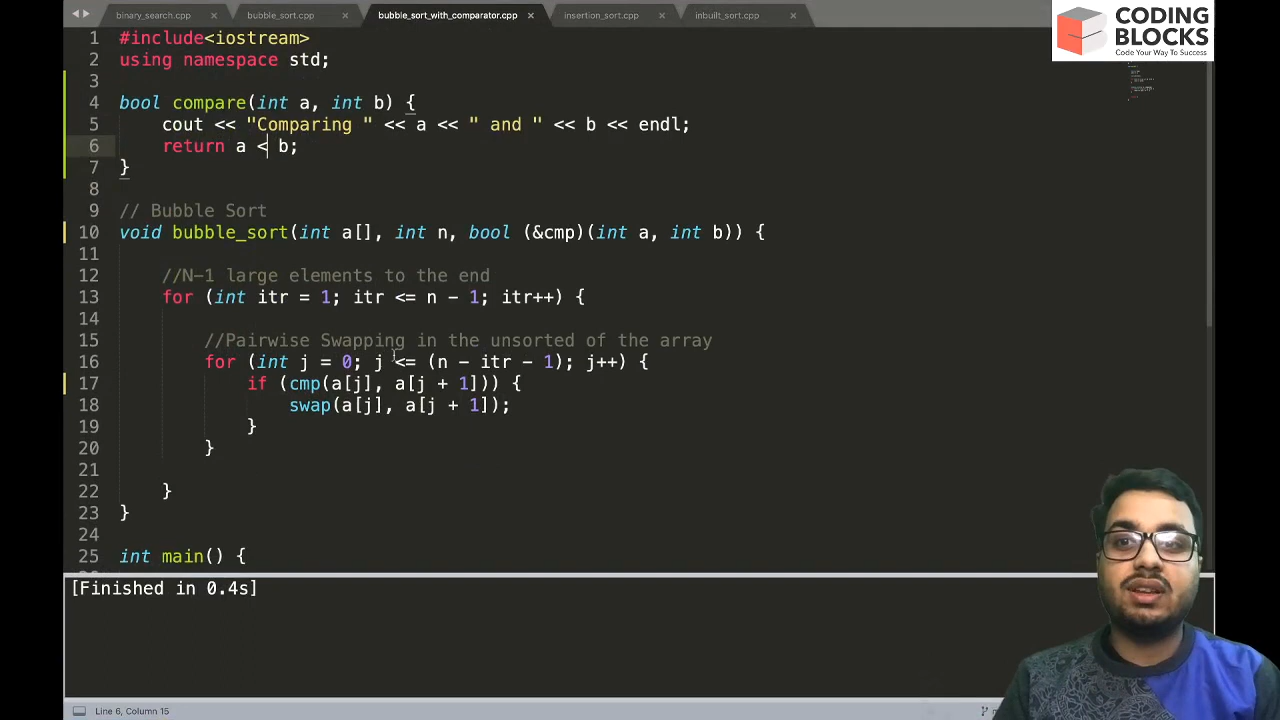 binary_search.cpp × bubble_sort.cpp × bubble_sort_with_comparator.cpp × insertion_sort.cpp × inbuilt_sort.cpp ×
CODING
BLOCKS
Code Your Way To Success
1 #include<iostream>
2 using namespace std;
3
4 bool compare(int a, int b) {
5     cout << "Comparing " << a << " and " << b << endl;
6     return a < b;
7 }
8
9 // Bubble Sort
10 void bubble_sort(int a[], int n, bool (&cmp)(int a, int b)) {
11
12     //N-1 large elements to the end
13     for (int itr = 1; itr <= n - 1; itr++) {
14
15         //Pairwise Swapping in the unsorted of the array
16         for (int j = 0; j <= (n - itr - 1); j++) {
17             if (cmp(a[j], a[j + 1])) {
18                 swap(a[j], a[j + 1]);
19             }
20         }
21
22     }
23 }
24
25 int main() {
[Finished in 0.4s]
Line 6, Column 15